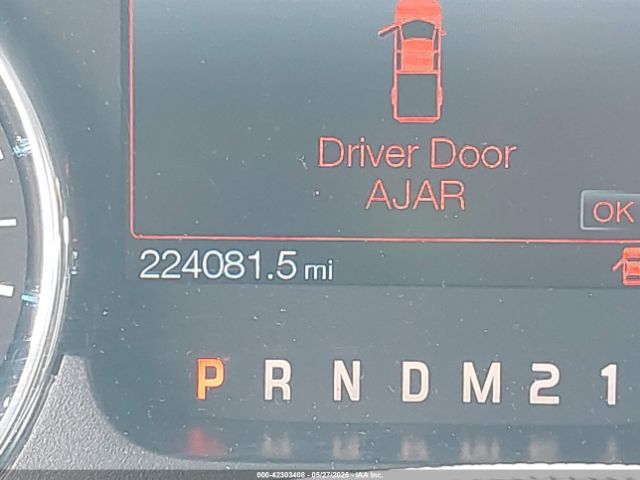 Driver Door
AJAR
OK
224081.5 mi
P R N D M 2 1
000-42303408 - 05/27/2025 - IAA Inc.